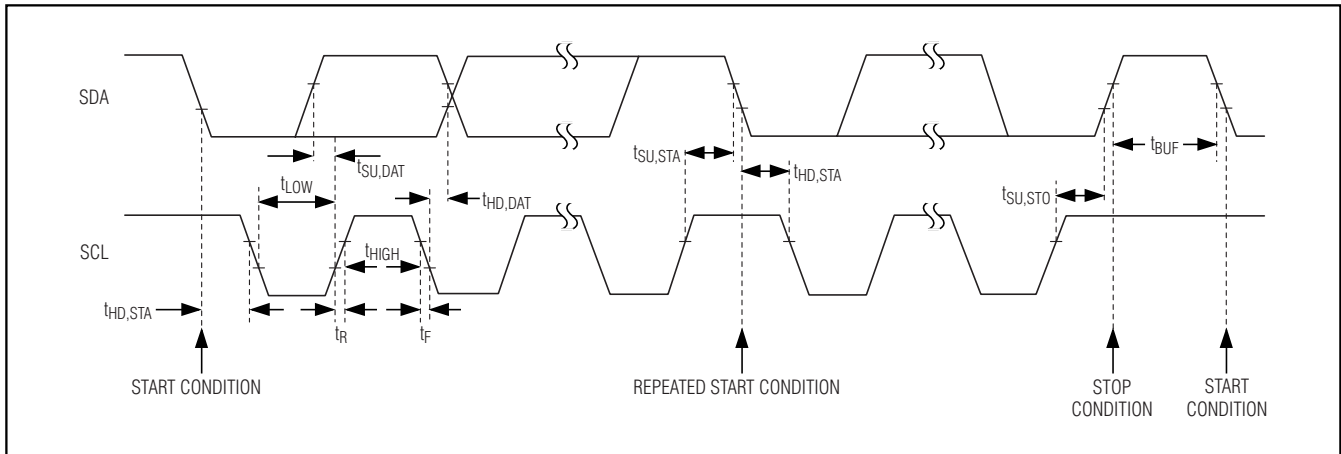 SDA
tSU,STA
tBUF
tSU,DAT
tLOW
tHD,STA
tHD,DAT
tSU,STO
SCL
tHIGH
tHD,STA
tR
tF
START CONDITION
REPEATED START CONDITION
STOP
CONDITION
START
CONDITION